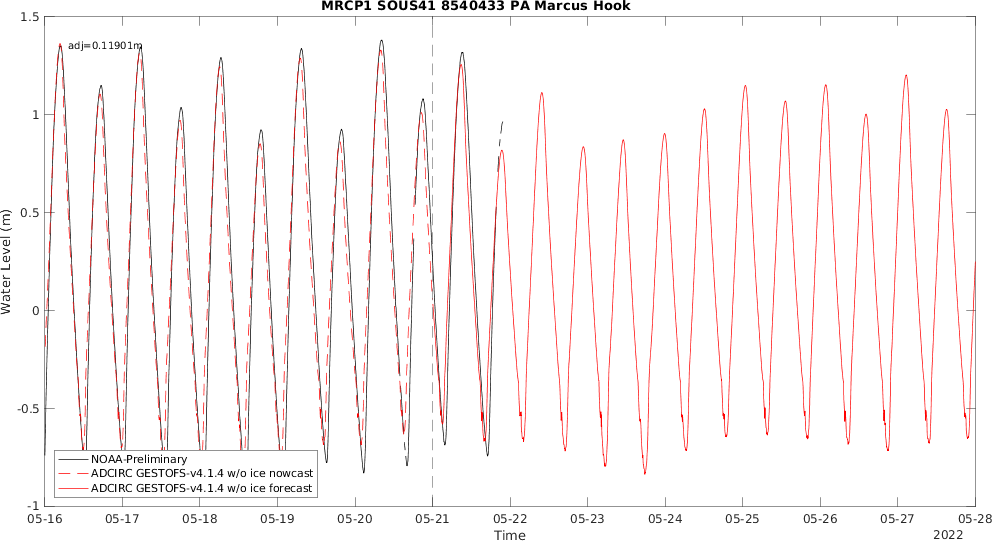 MRCP1 SOUS41 8540433 PA Marcus Hook
1.5
adj=0.11901m
1
0.5
0
-0.5
-1
Water Level (m)
NOAA-Preliminary
ADCIRC GESTOFS-v4.1.4 w/o ice nowcast
ADCIRC GESTOFS-v4.1.4 w/o ice forecast
05-16 05-17 05-18 05-19 05-20 05-21 05-22 05-23 05-24 05-25 05-26 05-27 05-28
Time
2022